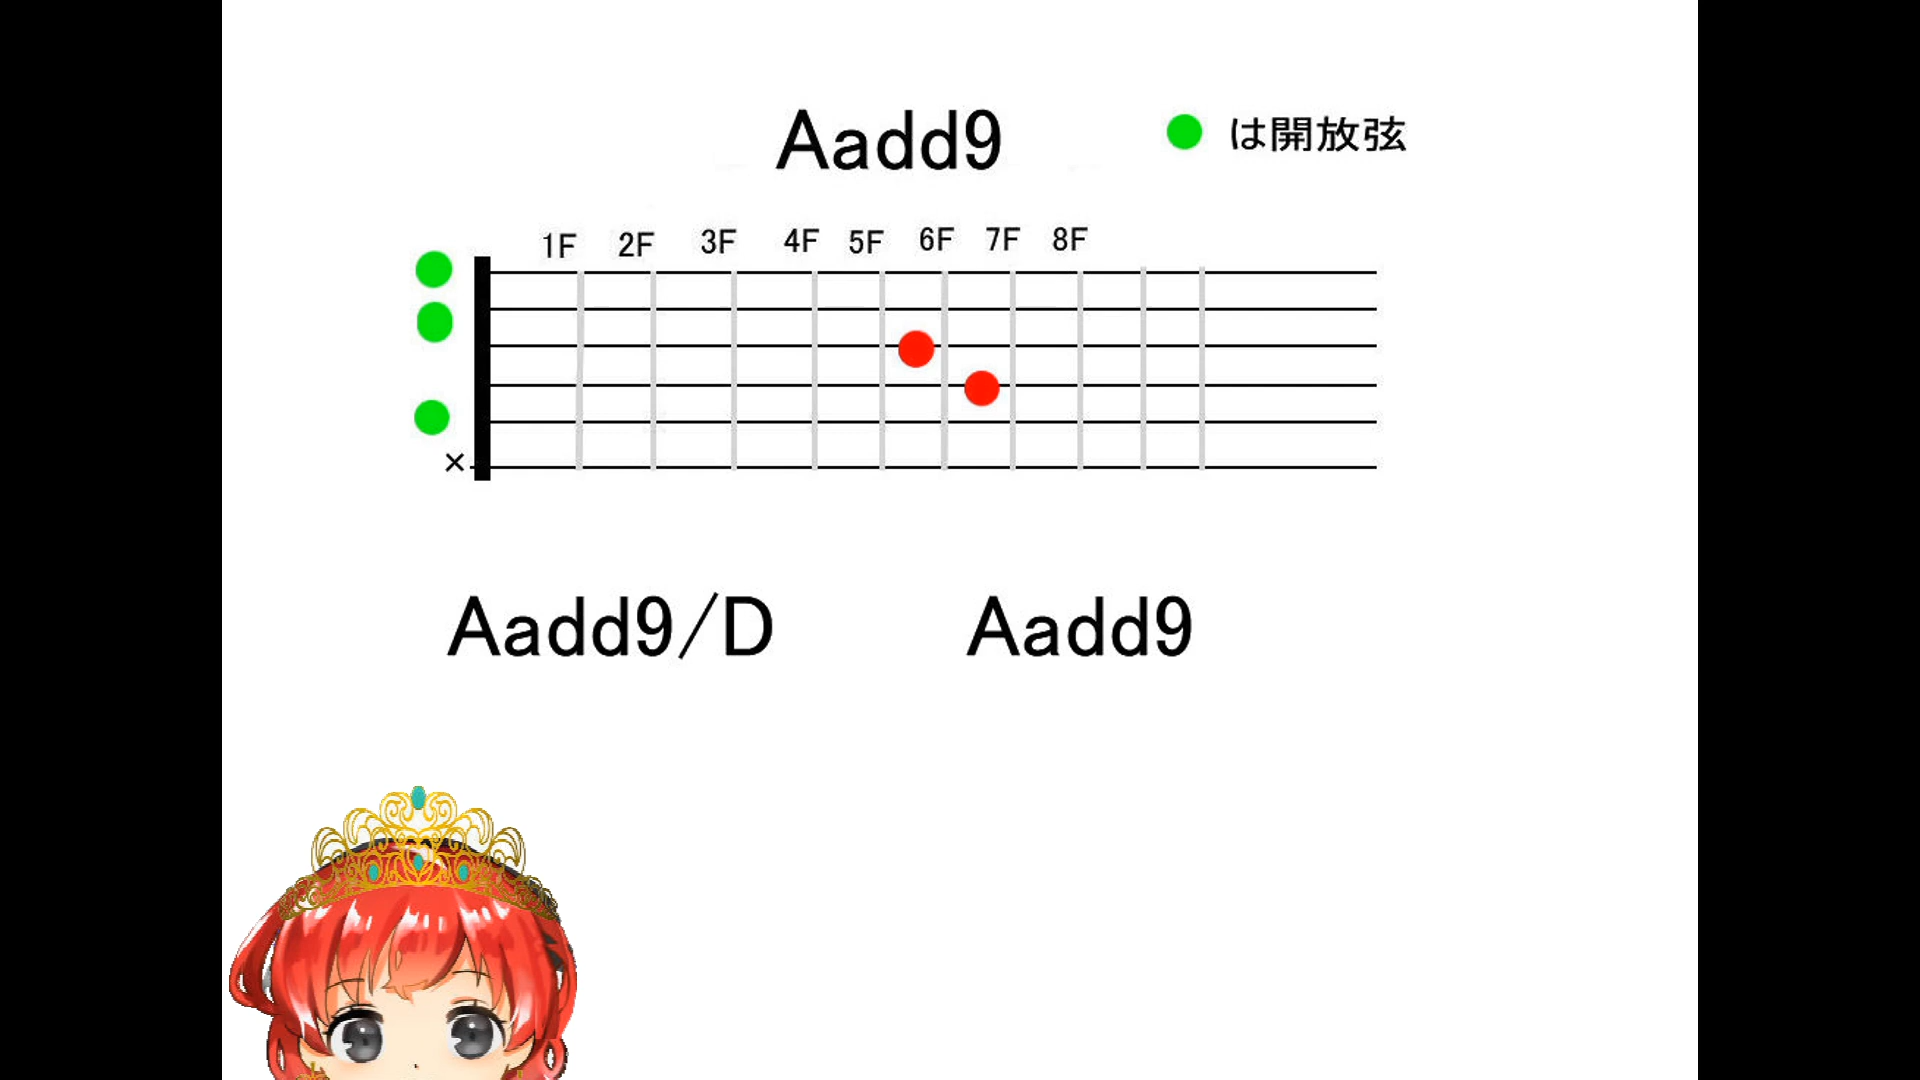 Aadd9
は開放弦
1F 2F 3F 4F 5F 6F 7F 8F
×
Aadd9/D
Aadd9